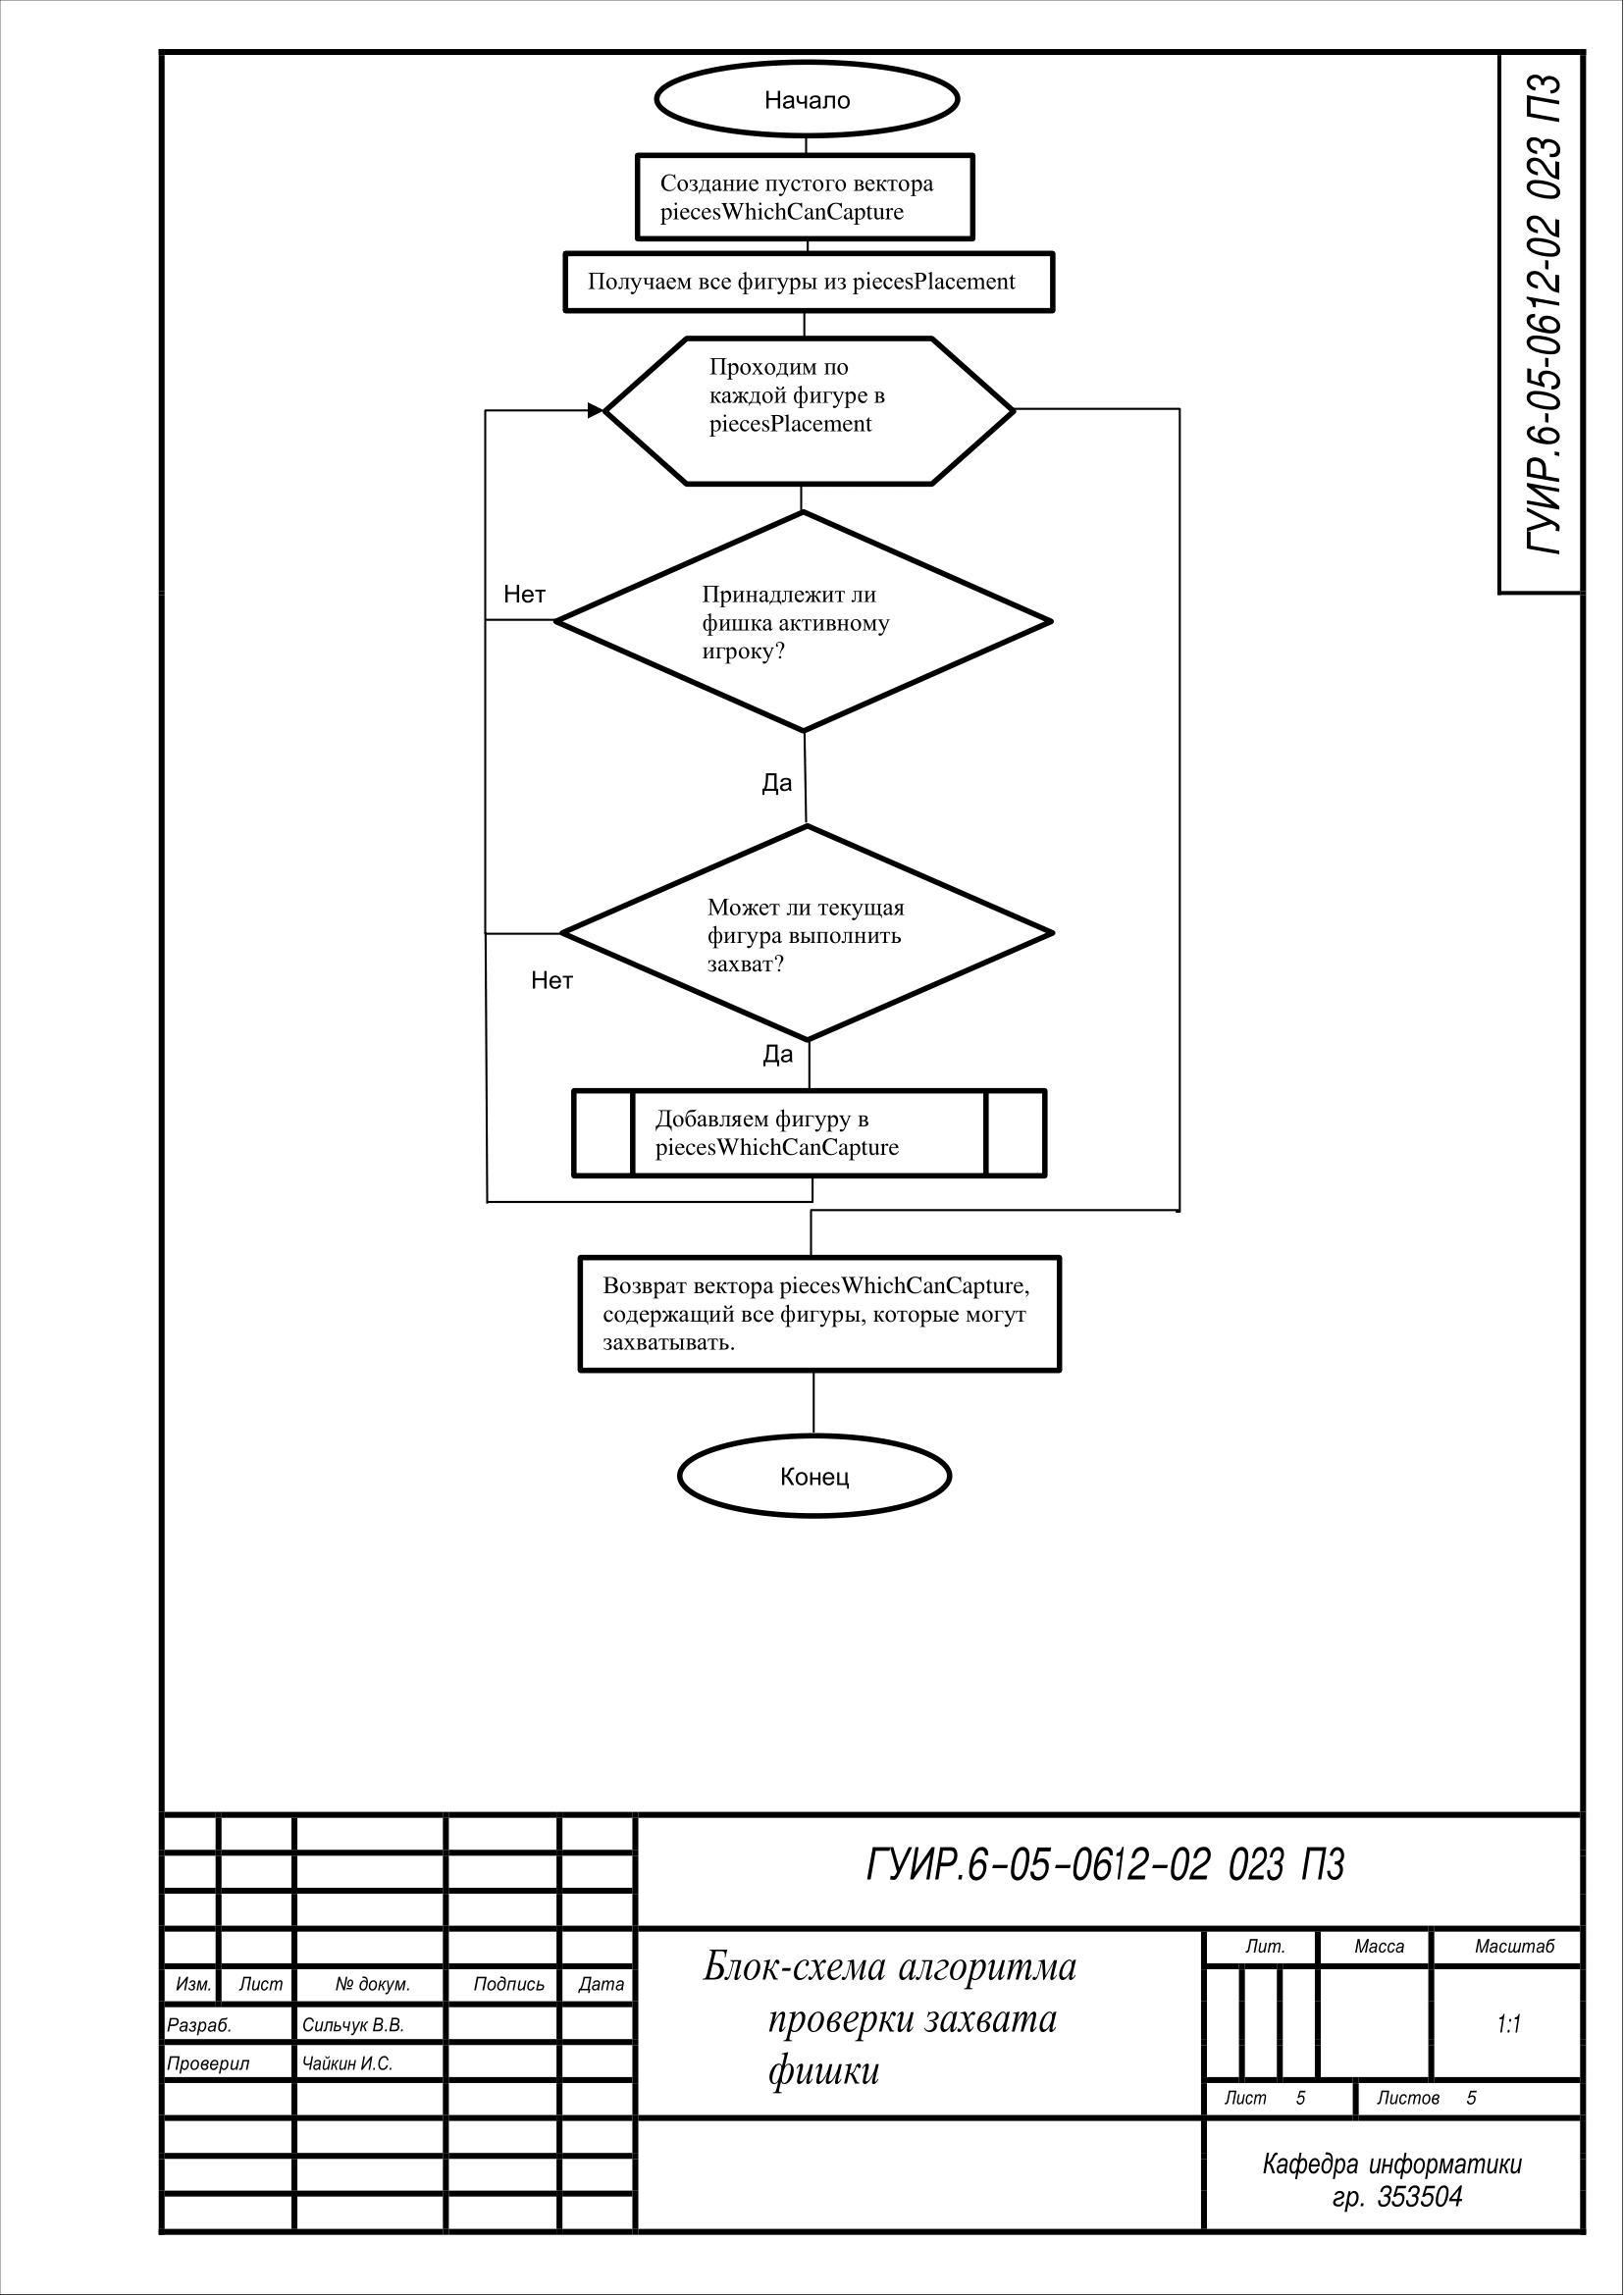 Начало
ГУИР.6-05-0612-02 023 ПЗ
Создание пустого вектора
piecesWhichCanCapture
Получаем все фигуры из piecesPlacement
Проходим по
каждой фигуре в
piecesPlacement
Нет
Принадлежит ли
фишка активному
игроку?
Да
Может ли текущая
фигура выполнить
захват?
Нет
Да
Добавляем фигуру в
piecesWhichCanCapture
Возврат вектора piecesWhichCanCapture,
содержащий все фигуры, которые могут
захватывать.
Конец
ГУИР.6-05-0612-02 023 ПЗ
Изм. Лист № докум. Подпись Дата
Разраб. Сильчук В.В.
Проверил Чайкин И.С.
Блок-схема алгоритма
проверки захвата
фишки
Лит. Масса Масштаб
1:1
Лист 5 Листов 5
Кафедра информатики
гр. 353504